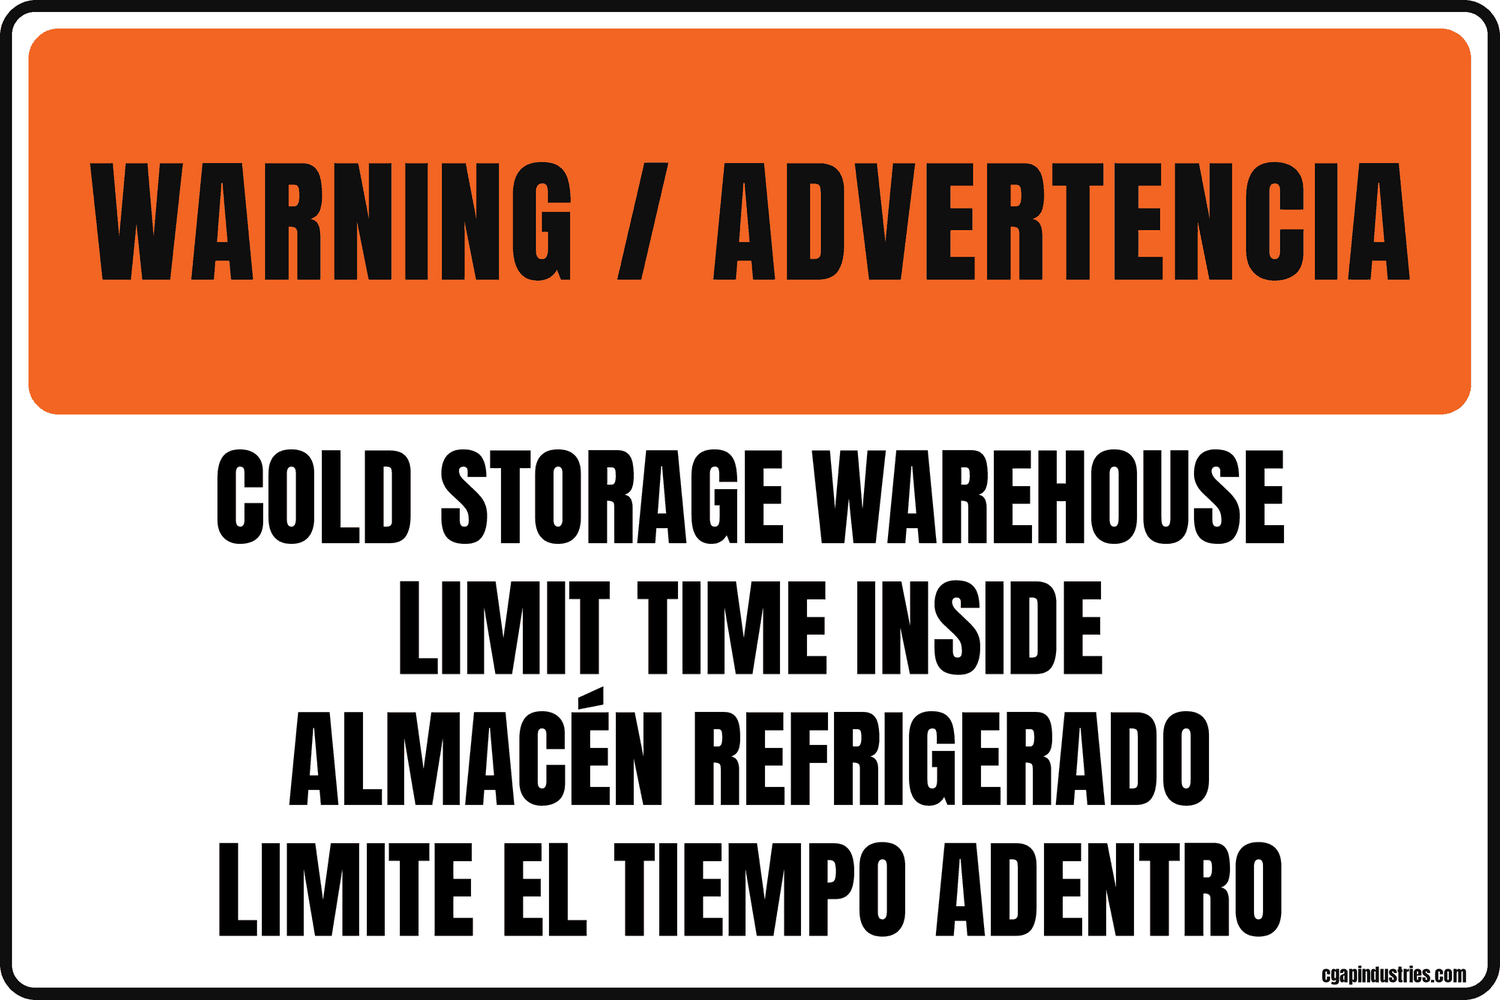 WARNING / ADVERTENCIA
COLD STORAGE WAREHOUSE
LIMIT TIME INSIDE
ALMACÉN REFRIGERADO
LIMITE EL TIEMPO ADENTRO
cgapindustries.com